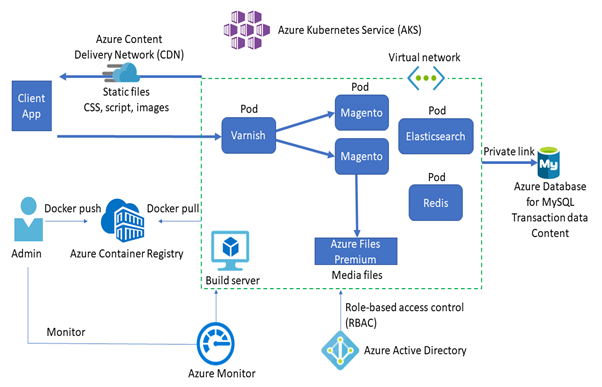 Azure Kubernetes Service (AKS)
Azure Content
Delivery Network (CDN)
Static files
CSS, script, images
Client
App
Virtual network
Pod
Varnish
Pod
Magento
Magento
Pod
Elasticsearch
Pod
Redis
Private link
My
Azure Database
for MySQL
Transaction data
Content
Azure Files
Premium
Media files
Docker push
Docker pull
Admin
Azure Container Registry
Build server
Monitor
Azure Monitor
Role-based access control
(RBAC)
Azure Active Directory